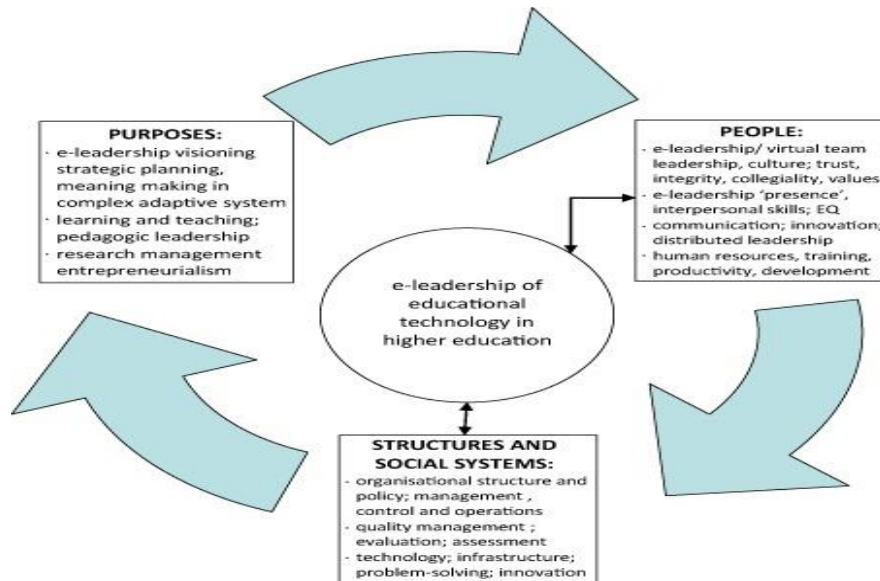 PURPOSES:
· e-leadership visioning
strategic planning,
meaning making in
complex adaptive system
· learning and teaching;
pedagogic leadership
· research management
entrepreneurialism
PEOPLE:
· e-leadership/ virtual team
leadership, culture; trust,
integrity, collegiality, values
· e-leadership ‘presence’,
interpersonal skills; EQ
· communication; innovation;
distributed leadership
· human resources, training,
productivity, development
e-leadership of
educational
technology in
higher education
STRUCTURES AND
SOCIAL SYSTEMS:
· organisational structure and
policy; management ,
control and operations
· quality management ;
evaluation; assessment
· technology; infrastructure;
problem-solving; innovation